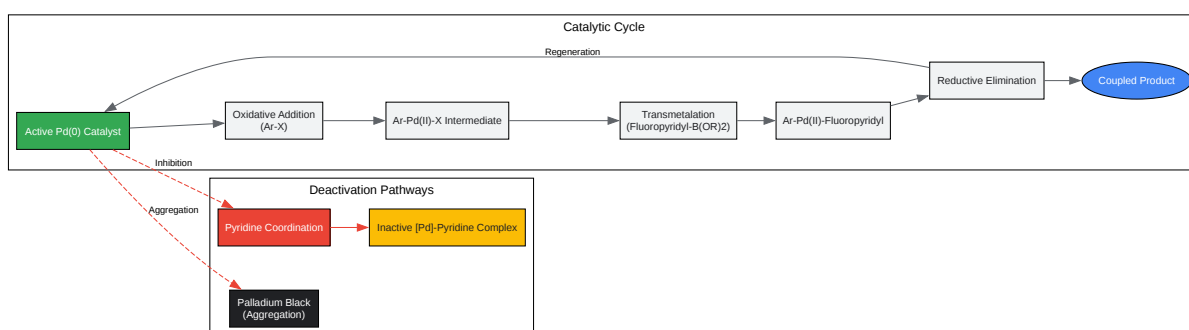 Catalytic Cycle
Regeneration
Reductive Elimination
Coupled Product
Active Pd(0) Catalyst
Oxidative Addition
(Ar-X)
Ar-Pd(II)-X Intermediate
Transmetalation
(Fluoropyridyl-B(OR)2)
Ar-Pd(II)-Fluoropyridyl
Inhibition
Aggregation
Deactivation Pathways
Pyridine Coordination
Inactive [Pd]-Pyridine Complex
Palladium Black
(Aggregation)